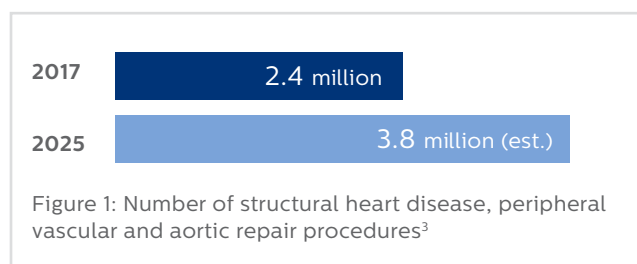 2017 2.4 million
2025 3.8 million (est.)
Figure 1: Number of structural heart disease, peripheral
vascular and aortic repair procedures³